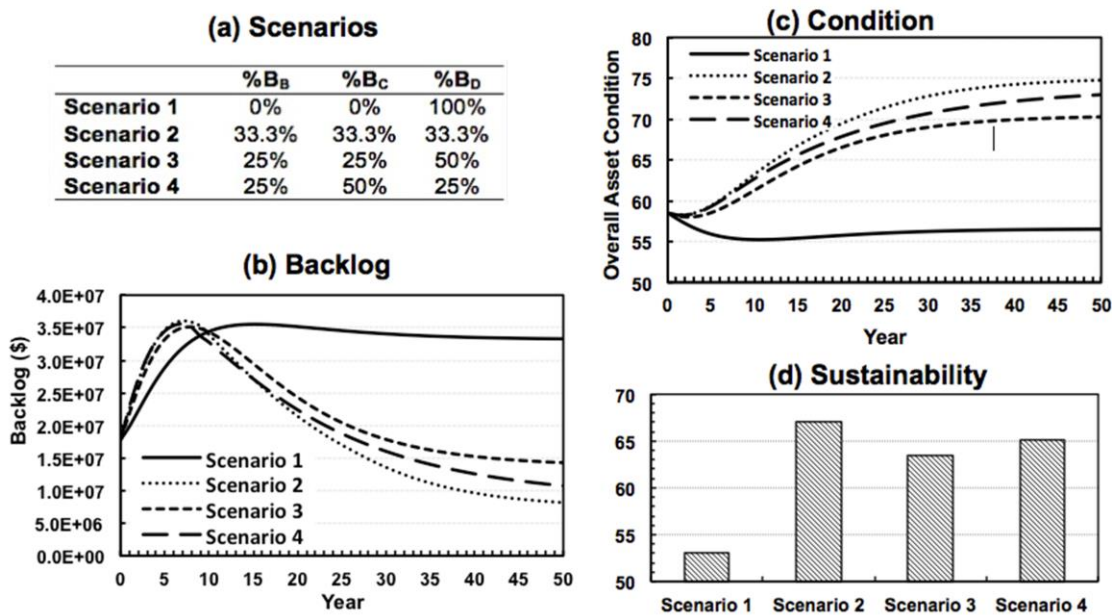 (a) Scenarios
%BB %BC %BD
Scenario 1 0% 0% 100%
Scenario 2 33.3% 33.3% 33.3%
Scenario 3 25% 25% 50%
Scenario 4 25% 50% 25%
(b) Backlog
Backlog ($)
4.0E+07
3.5E+07
3.0E+07
2.5E+07
2.0E+07
1.5E+07
1.0E+07
5.0E+06
0.0E+00
Scenario 1
Scenario 2
Scenario 3
Scenario 4
0 5 10 15 20 25 30 35 40 45 50
Year
(c) Condition
Overall Asset Condition
80
75
70
65
60
55
50
Scenario 1
Scenario 2
Scenario 3
Scenario 4
0 5 10 15 20 25 30 35 40 45 50
Year
(d) Sustainability
70
65
60
55
50
Scenario 1 Scenario 2 Scenario 3 Scenario 4